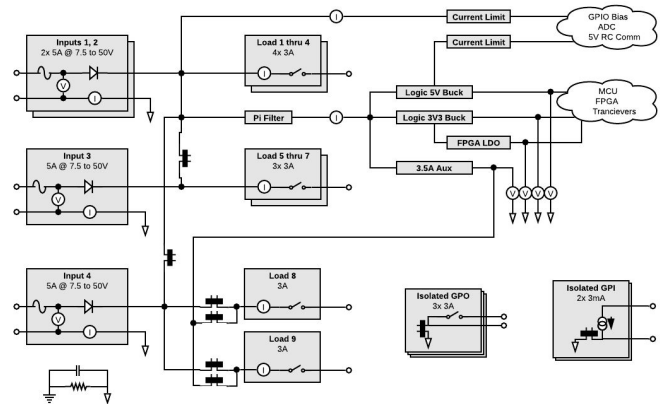 Inputs 1, 2
2x 5A @ 7.5 to 50V
V
I
Load 1 thru 4
4x 3A
I
I
Current Limit
Current Limit
GPIO Bias
ADC
5V RC Comm
Pi Filter
I
Logic 5V Buck
Logic 3V3 Buck
FPGA LDO
3.5A Aux
MCU
FPGA
Trancievers
V V V V
Input 3
5A @ 7.5 to 50V
V
I
Load 5 thru 7
3x 3A
I
Input 4
5A @ 7.5 to 50V
V
I
Load 8
3A
I
Load 9
3A
I
Isolated GPO
3x 3A
Isolated GPI
2x 3mA